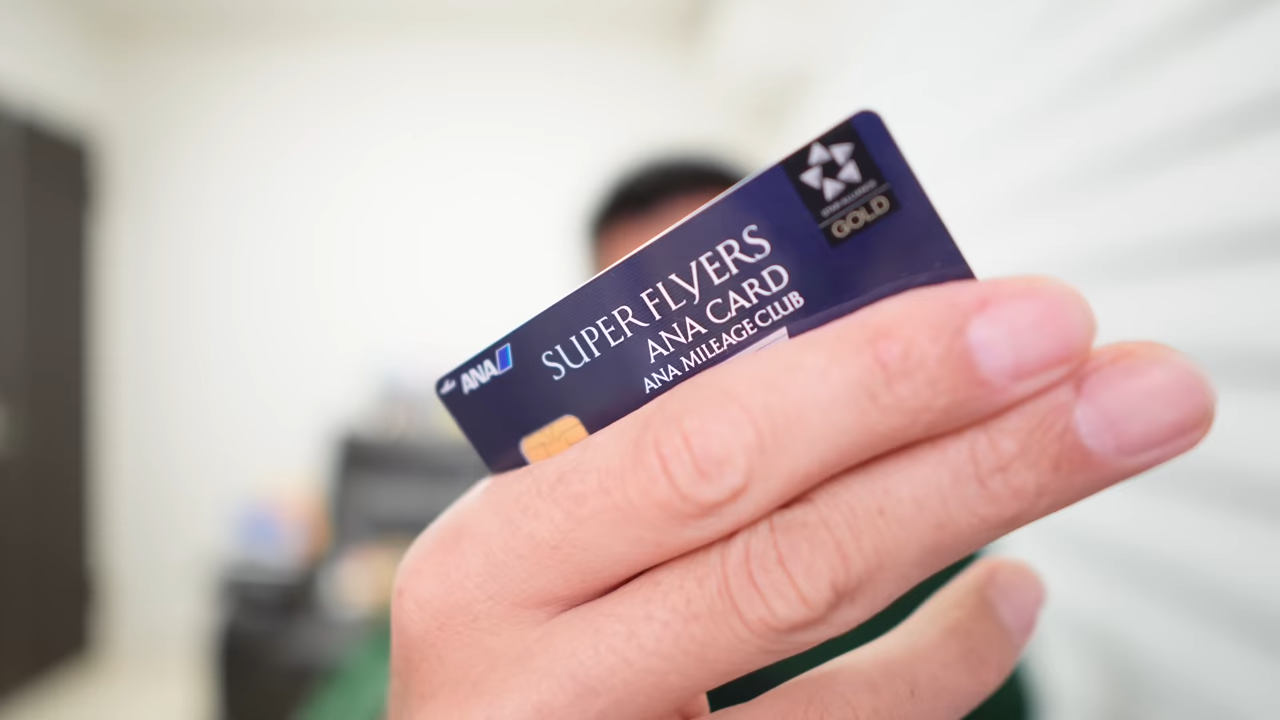 ANA
SUPER FLYERS
ANA CARD
ANA MILEAGE CLUB
GOLD